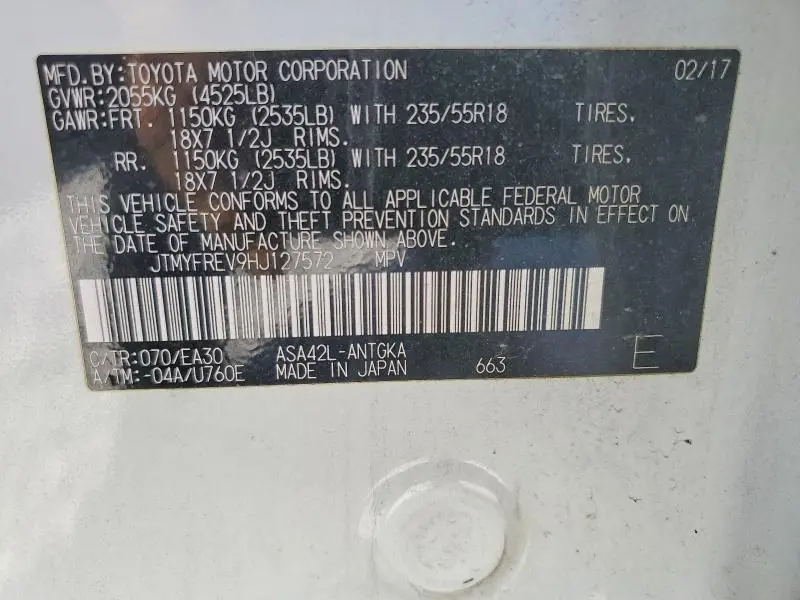 MFD.BY:TOYOTA MOTOR CORPORATION 02/17
GVWR:2055KG (4525LB)
GAWR:FRT. 1150KG (2535LB) WITH 235/55R18 TIRES.
18X7 1/2J RIMS.
RR. 1150KG (2535LB) WITH 235/55R18 TIRES.
18X7 1/2J RIMS.
THIS VEHICLE CONFORMS TO ALL APPLICABLE FEDERAL MOTOR
VEHICLE SAFETY AND THEFT PREVENTION STANDARDS IN EFFECT ON
THE DATE OF MANUFACTURE SHOWN ABOVE.
JTMYFREV9HJ127572 MPV
C/TR:070/EA30 ASA42L-ANTGKA
A/TM:-04A/U760E MADE IN JAPAN 663 E